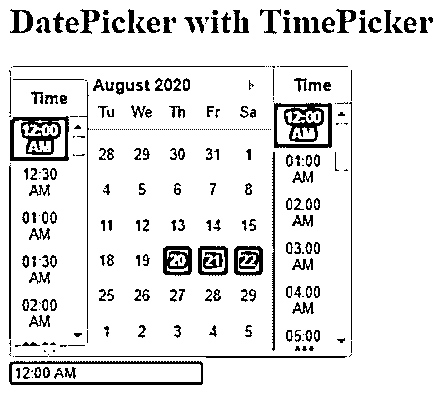 DatePicker with TimePicker
August 2020
Time
Time
Tu We Th Fr Sa
12:00 AM
12:30 AM
01:00 AM
01:30 AM
02:00 AM
28 29 30 31 1
4 5 6 7 8
11 12 13 14 15
18 19 20 21 22
25 26 27 28 29
1 2 3 4 5
12:00 AM
01:00 AM
02.00 AM
03.00 AM
04.00 AM
05:00
12:00 AM